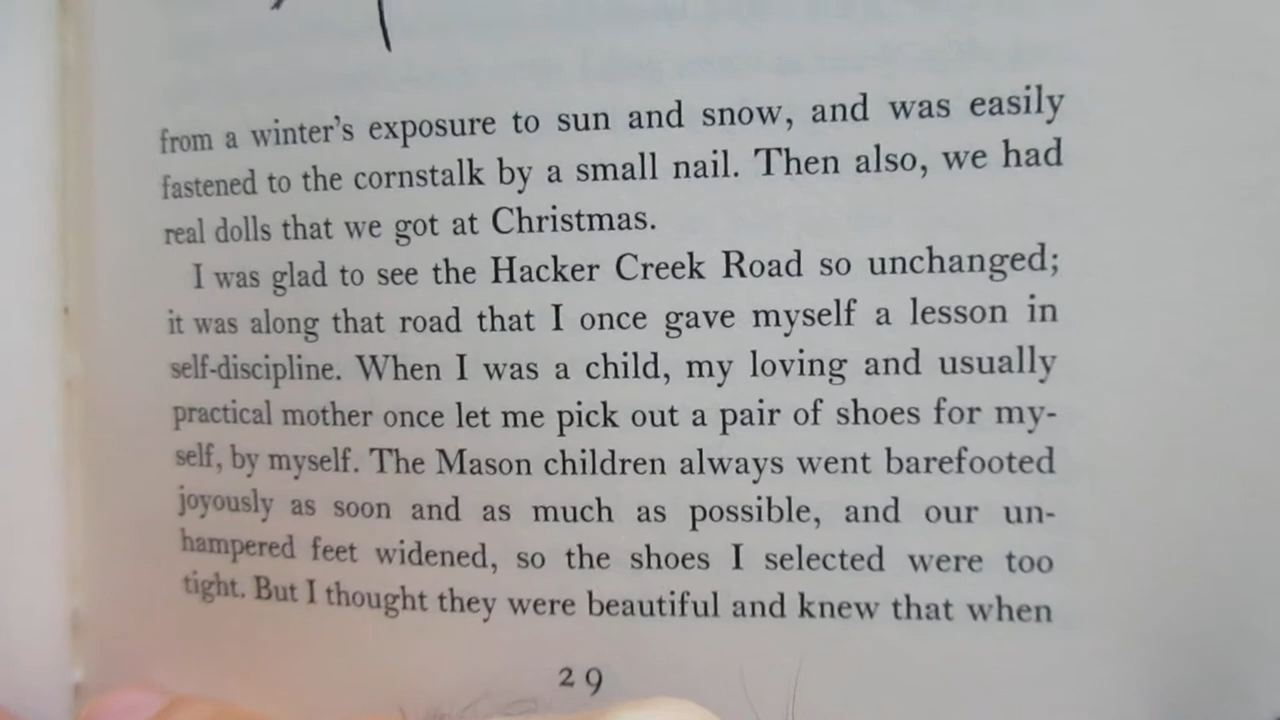 from a winter's exposure to sun and snow, and was easily
fastened to the cornstalk by a small nail. Then also, we had
real dolls that we got at Christmas.
I was glad to see the Hacker Creek Road so unchanged;
it was along that road that I once gave myself a lesson in
self-discipline. When I was a child, my loving and usually
practical mother once let me pick out a pair of shoes for my-
self, by myself. The Mason children always went barefooted
joyously as soon and as much as possible, and our un-
hampered feet widened, so the shoes I selected were too
tight. But I thought they were beautiful and knew that when
29